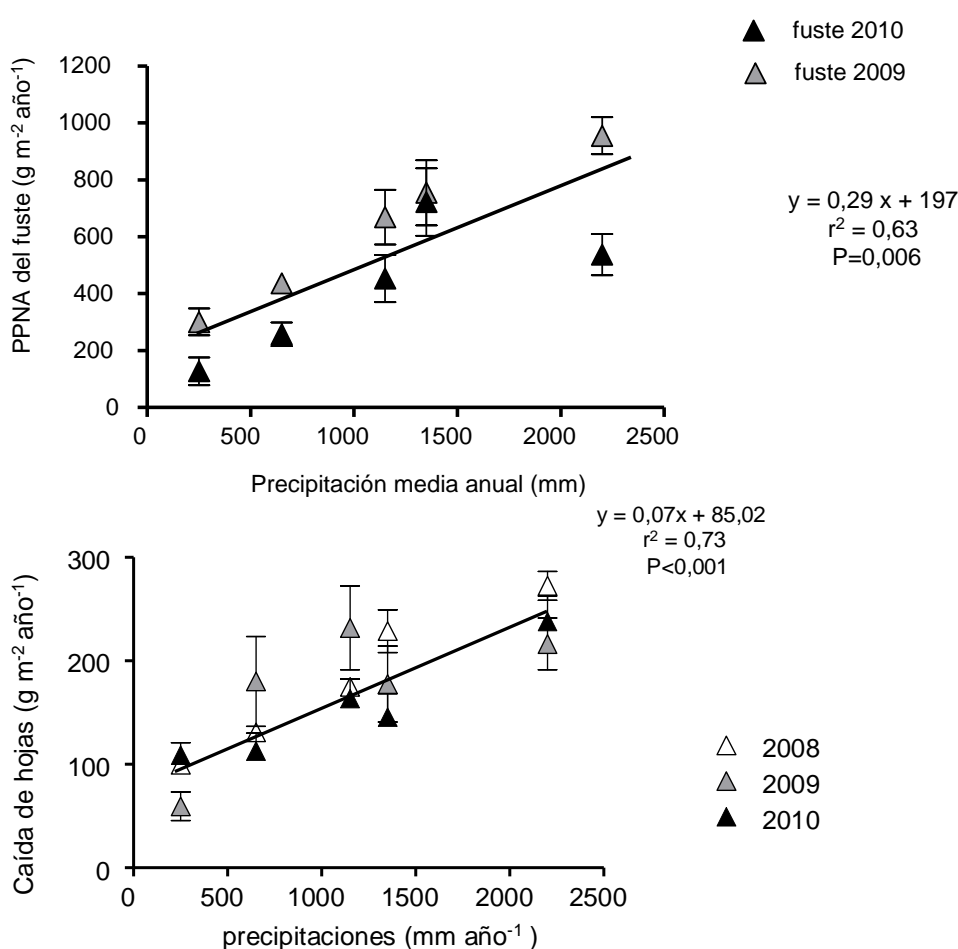 fuste 2010
fuste 2009
PPNA del fuste (g m-2 año-1)
1200
1000
800
600
400
200
0
0 500 1000 1500 2000 2500
Precipitación media anual (mm)
y = 0,29 x + 197
r2 = 0,63
P=0,006
y = 0,07x + 85,02
r2 = 0,73
P<0,001
Caída de hojas (g m-2 año-1)
300
200
100
0
0 500 1000 1500 2000 2500
precipitaciones (mm año-1 )
2008
2009
2010